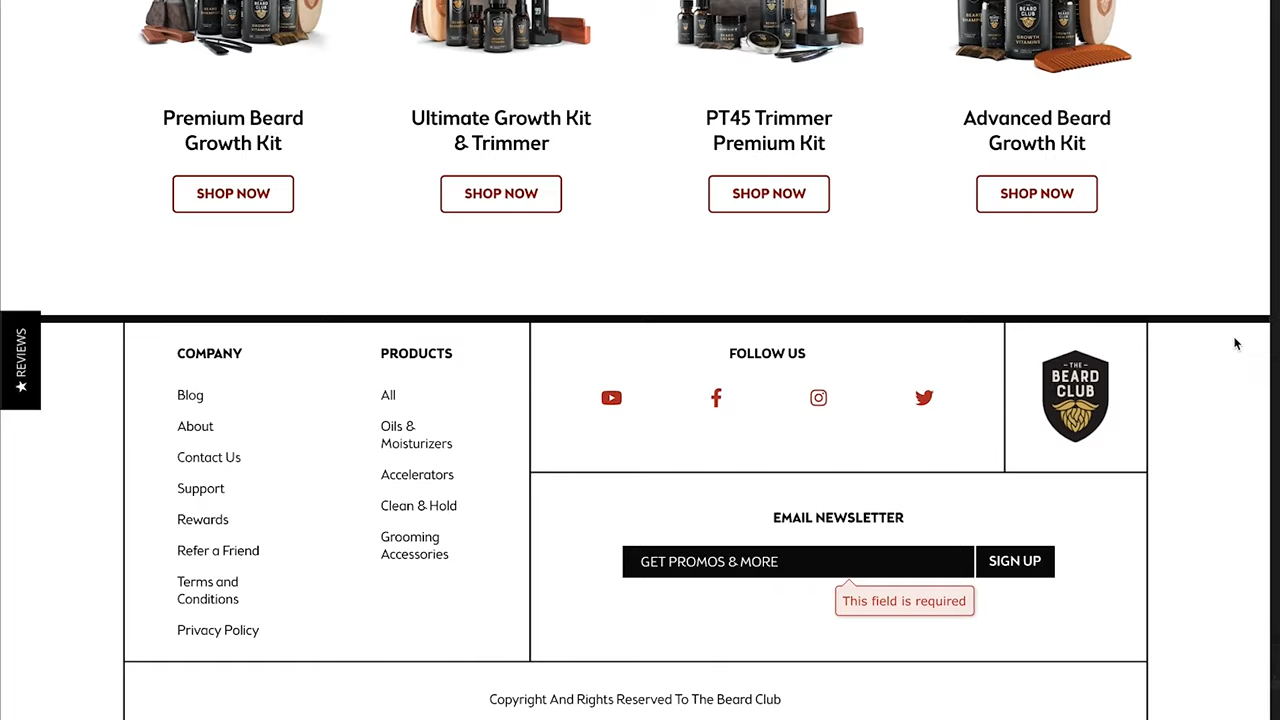 Premium Beard
Growth Kit
SHOP NOW
Ultimate Growth Kit
& Trimmer
SHOP NOW
PT45 Trimmer
Premium Kit
SHOP NOW
Advanced Beard
Growth Kit
SHOP NOW
★ REVIEWS
COMPANY
Blog
About
Contact Us
Support
Rewards
Refer a Friend
Terms and
Conditions
Privacy Policy
PRODUCTS
All
Oils &
Moisturizers
Accelerators
Clean & Hold
Grooming
Accessories
FOLLOW US
THE
BEARD
CLUB
EMAIL NEWSLETTER
GET PROMOS & MORE
SIGN UP
This field is required
Copyright And Rights Reserved To The Beard Club